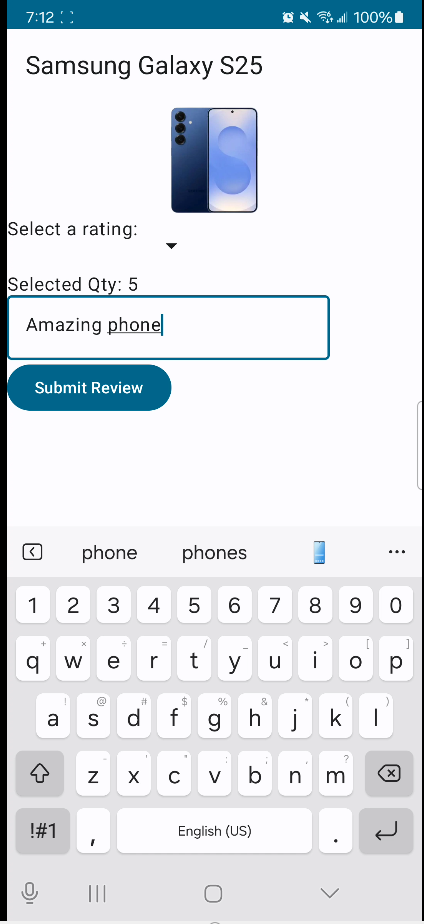 7:12 100%
Samsung Galaxy S25
Select a rating:
Selected Qty: 5
Amazing phone
Submit Review
phone phones ...
1 2 3 4 5 6 7 8 9 0
+ × ÷ = / _ < > [ ]
q w e r t y u i o p
! @ # $ % & * ( )
a s d f g h j k l
- ' " : ; , ?
z x c v b n m
!#1 , English (US) .